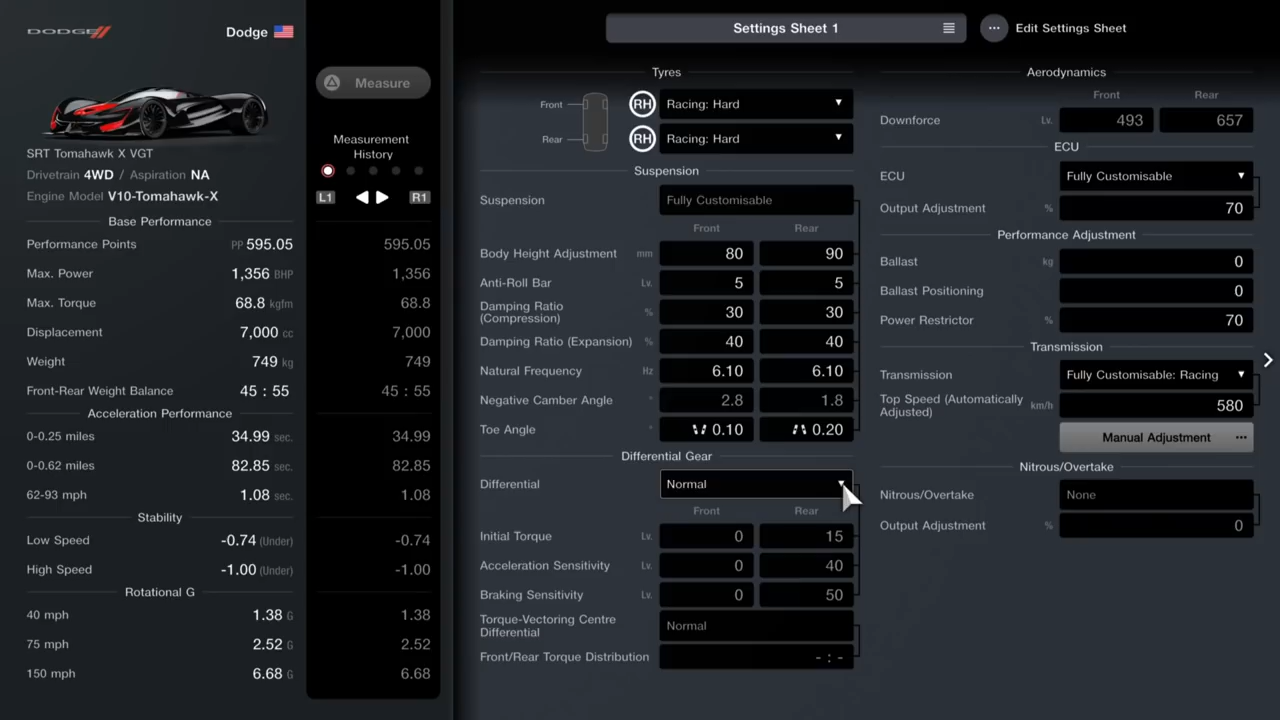 DODGE
Dodge
SRT Tomahawk X VGT
Drivetrain 4WD / Aspiration NA
Engine Model V10-Tomahawk-X
Base Performance
Performance Points PP 595.05
Max. Power 1,356 BHP
Max. Torque 68.8 kgfm
Displacement 7,000 cc
Weight 749 kg
Front-Rear Weight Balance 45 : 55
Acceleration Performance
0-0.25 miles 34.99 sec.
0-0.62 miles 82.85 sec.
62-93 mph 1.08 sec.
Stability
Low Speed -0.74 (Under)
High Speed -1.00 (Under)
Rotational G
40 mph 1.38 G
75 mph 2.52 G
150 mph 6.68 G
Measure
Measurement
History
L1 R1
595.05
1,356
68.8
7,000
749
45 : 55
34.99
82.85
1.08
-0.74
-1.00
1.38
2.52
6.68
Settings Sheet 1
Edit Settings Sheet
Tyres
Front RH Racing: Hard
Rear RH Racing: Hard
Suspension
Suspension Fully Customisable
Front Rear
Body Height Adjustment mm 80 90
Anti-Roll Bar Lv. 5 5
Damping Ratio
(Compression) % 30 30
Damping Ratio (Expansion) % 40 40
Natural Frequency Hz 6.10 6.10
Negative Camber Angle ° 2.8 1.8
Toe Angle ° 0.10 0.20
Differential Gear
Differential Normal
Front Rear
Initial Torque Lv. 0 15
Acceleration Sensitivity Lv. 0 40
Braking Sensitivity Lv. 0 50
Torque-Vectoring Centre
Differential Normal
Front/Rear Torque Distribution - : -
Aerodynamics
Front Rear
Downforce Lv. 493 657
ECU
ECU Fully Customisable
Output Adjustment % 70
Performance Adjustment
Ballast kg 0
Ballast Positioning 0
Power Restrictor % 70
Transmission
Transmission Fully Customisable: Racing
Top Speed (Automatically
Adjusted) km/h 580
Manual Adjustment
Nitrous/Overtake
Nitrous/Overtake None
Output Adjustment % 0